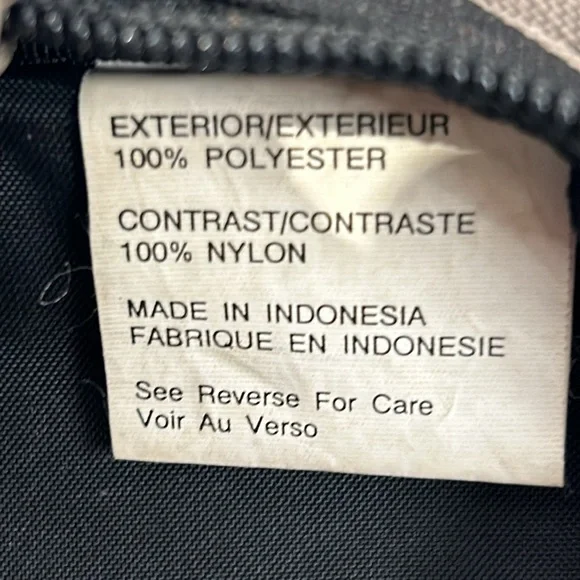 EXTERIOR/EXTERIEUR
100% POLYESTER
CONTRAST/CONTRASTE
100% NYLON
MADE IN INDONESIA
FABRIQUE EN INDONESIE
See Reverse For Care
Voir Au Verso